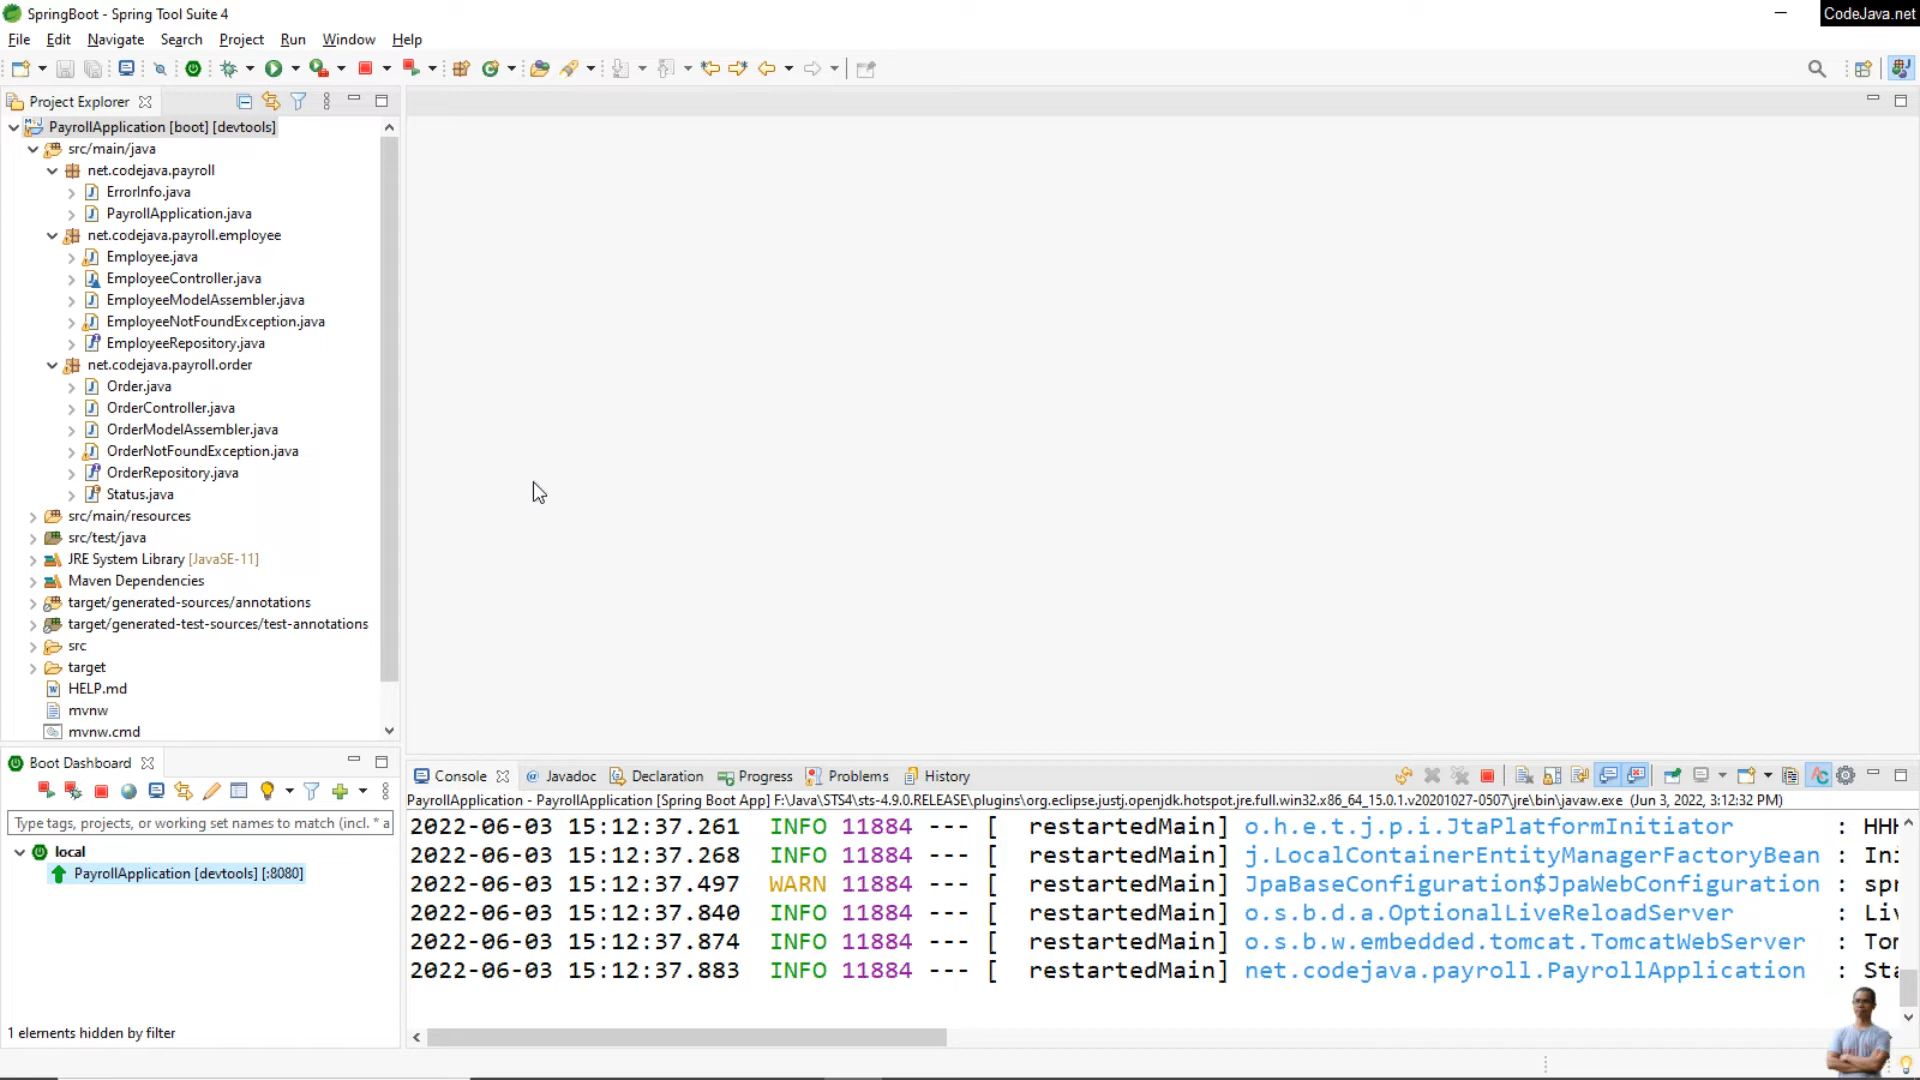 SpringBoot - Spring Tool Suite 4
CodeJava.net
File Edit Navigate Search Project Run Window Help
Project Explorer
PayrollApplication [boot] [devtools]
src/main/java
net.codejava.payroll
ErrorInfo.java
PayrollApplication.java
net.codejava.payroll.employee
Employee.java
EmployeeController.java
EmployeeModelAssembler.java
EmployeeNotFoundException.java
EmployeeRepository.java
net.codejava.payroll.order
Order.java
OrderController.java
OrderModelAssembler.java
OrderNotFoundException.java
OrderRepository.java
Status.java
src/main/resources
src/test/java
JRE System Library [JavaSE-11]
Maven Dependencies
target/generated-sources/annotations
target/generated-test-sources/test-annotations
src
target
HELP.md
mvnw
mvnw.cmd
Boot Dashboard
Type tags, projects, or working set names to match (incl. * a
local
PayrollApplication [devtools] [:8080]
1 elements hidden by filter
Console Javadoc Declaration Progress Problems History
PayrollApplication - PayrollApplication [Spring Boot App] F:\Java\STS4\sts-4.9.0.RELEASE\plugins\org.eclipse.justj.openjdk.hotspot.jre.full.win32.x86_64_15.0.1.v20201027-0507\jre\bin\javaw.exe (Jun 3, 2022, 3:12:32 PM)
2022-06-03 15:12:37.261 INFO 11884 --- [ restartedMain] o.h.e.t.j.p.i.JtaPlatformInitiator : HHH
2022-06-03 15:12:37.268 INFO 11884 --- [ restartedMain] j.LocalContainerEntityManagerFactoryBean : Ini
2022-06-03 15:12:37.497 WARN 11884 --- [ restartedMain] JpaBaseConfiguration$JpaWebConfiguration : spr
2022-06-03 15:12:37.840 INFO 11884 --- [ restartedMain] o.s.b.d.a.OptionalLiveReloadServer : Liv
2022-06-03 15:12:37.874 INFO 11884 --- [ restartedMain] o.s.b.w.embedded.tomcat.TomcatWebServer : Tom
2022-06-03 15:12:37.883 INFO 11884 --- [ restartedMain] net.codejava.payroll.PayrollApplication : Sta